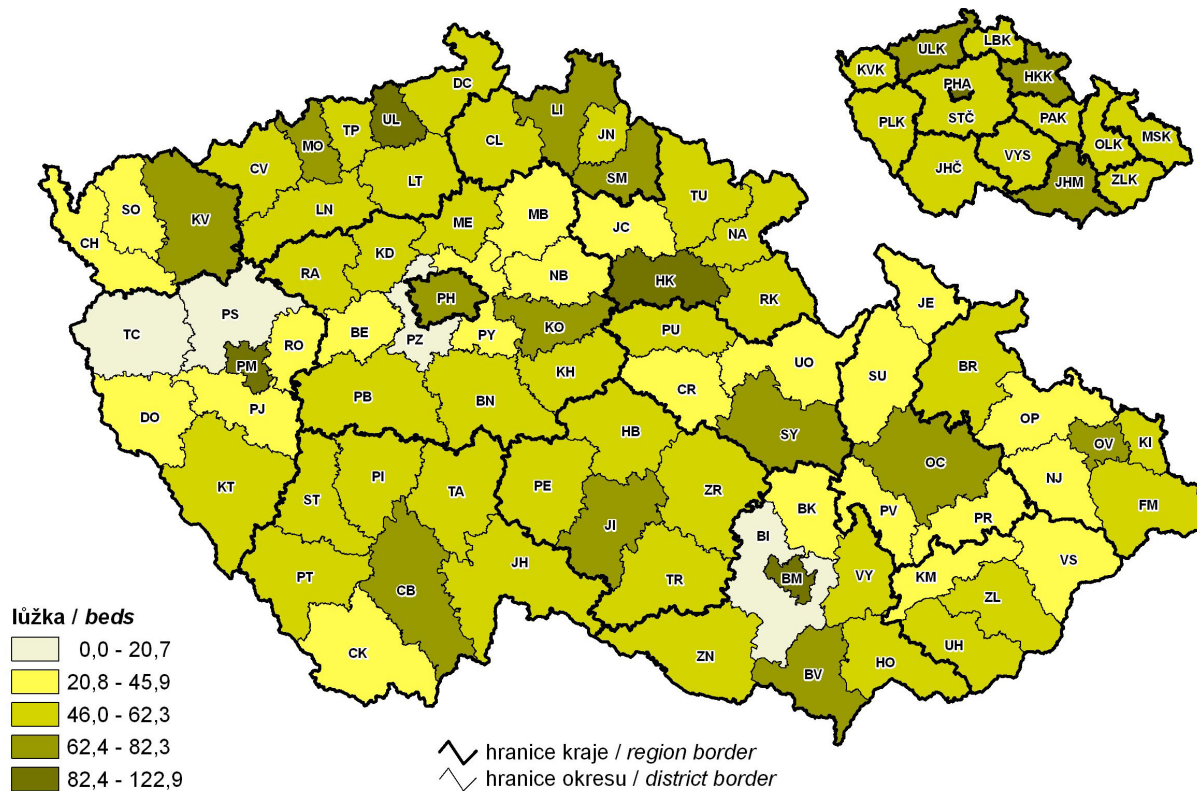 DC
UL
LI
TP
MO
JN
CL
CV
SM
LT
TU
SO
KV
LN
ME
MB
JC
NA
CH
KD
RA
NB
HK
RK
JE
PH
PS
TC
KO
PU
BE
PZ
PY
RO
UO
SU
BR
PM
KH
CR
PB
BN
DO
PJ
OP
HB
SY
OV
KI
OC
KT
ST
PI
TA
PE
ZR
NJ
JI
BK
PV
PR
FM
BI
VS
PT
CB
JH
TR
BM
VY
KM
ZL
CK
ZN
BV
HO
UH
ULK
LBK
KVK
PHA
HKK
PLK
STČ
PAK
MSK
OLK
VYS
JHČ
JHM
ZLK
lůžka / beds
0,0 - 20,7
20,8 - 45,9
46,0 - 62,3
62,4 - 82,3
82,4 - 122,9
hranice kraje / region border
hranice okresu / district border